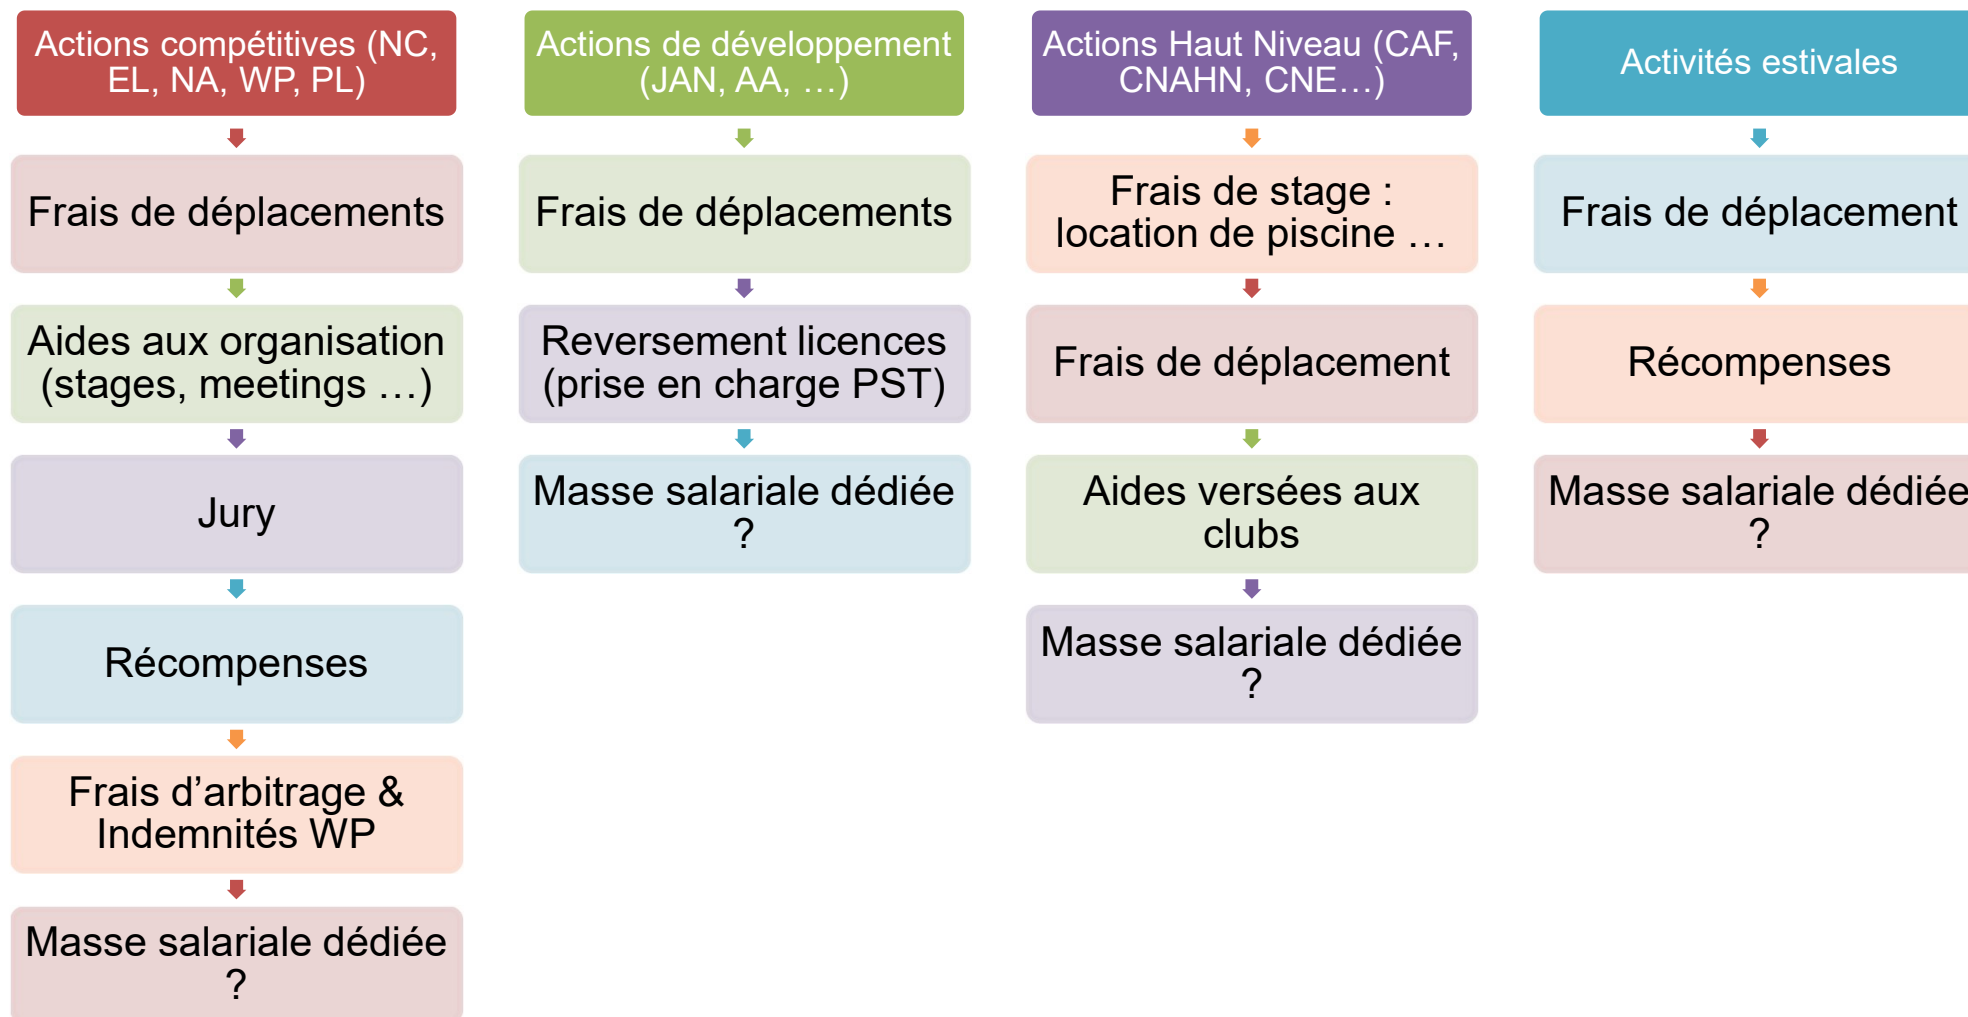 Actions compétitives (NC,
EL, NA, WP, PL)
Frais de déplacements
Aides aux organisation
(stages, meetings …)
Jury
Récompenses
Frais d’arbitrage &
Indemnités WP
Masse salariale dédiée
?
Actions de développement
(JAN, AA, …)
Frais de déplacements
Reversement licences
(prise en charge PST)
Masse salariale dédiée
?
Actions Haut Niveau (CAF,
CNAHN, CNE…)
Frais de stage :
location de piscine …
Frais de déplacement
Aides versées aux
clubs
Masse salariale dédiée
?
Activités estivales
Frais de déplacement
Récompenses
Masse salariale dédiée
?